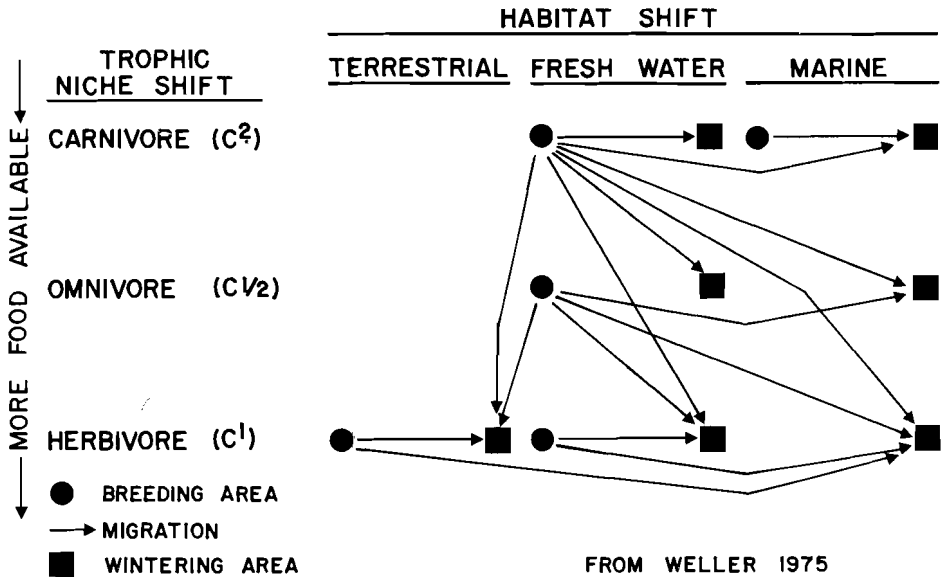 HABITAT SHIFT
TROPHIC
NICHE SHIFT
TERRESTRIAL
FRESH WATER
MARINE
MORE FOOD AVAILABLE
CARNIVORE (C2)
OMNIVORE (C1/2)
HERBIVORE (C1)
BREEDING AREA
MIGRATION
WINTERING AREA
FROM WELLER 1975